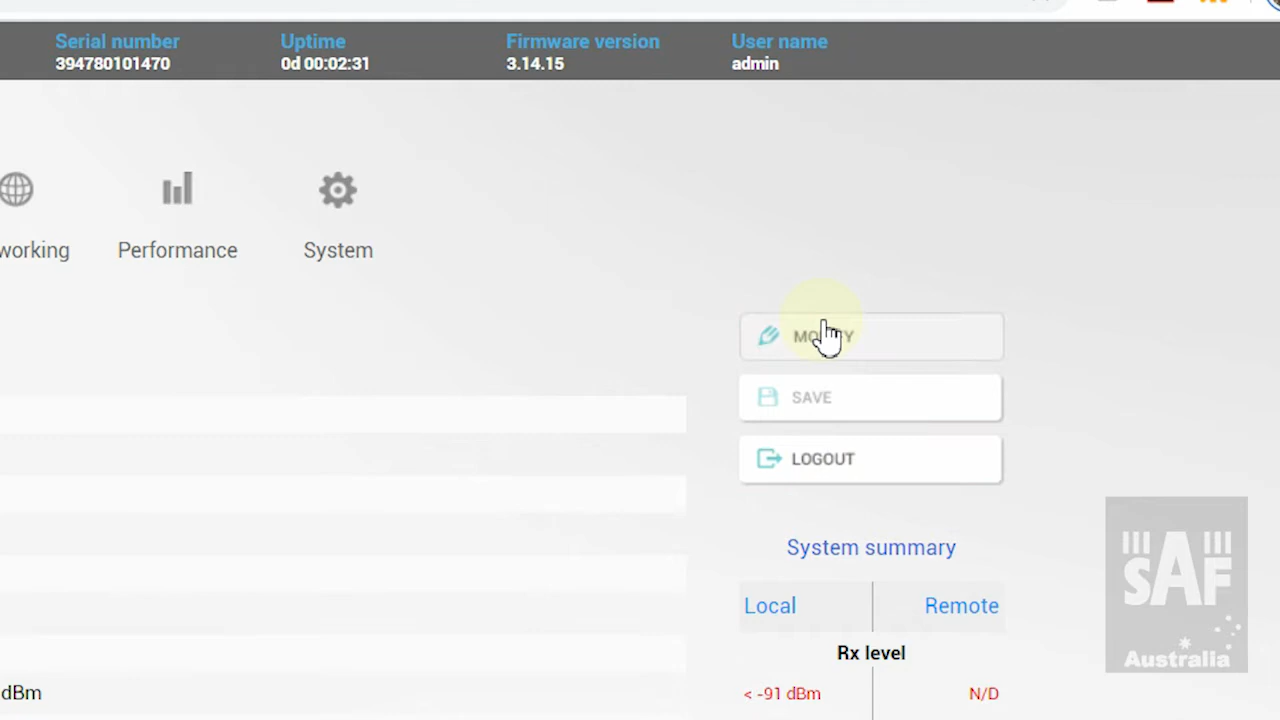 Serial number Uptime Firmware version User name
394780101470 0d 00:02:31 3.14.15 admin
working Performance System
SAVE
LOGOUT
System summary
Local Remote
Rx level
dBm < -91 dBm N/D
SAF
Australia